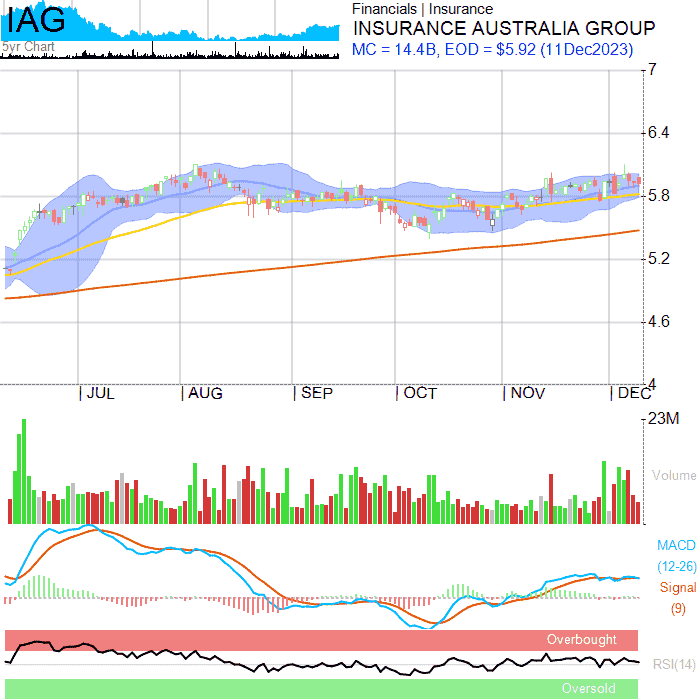 IAG
5yr Chart
Financials | Insurance
INSURANCE AUSTRALIA GROUP
MC = 14.4B, EOD = $5.92 (11Dec2023)
7
6.4
5.8
5.2
4.6
4
| JUL
| AUG
| SEP
| OCT
| NOV
| DEC
23M
Volume
MACD
(12-26)
Signal
(9)
Overbought
RSI(14)
Oversold